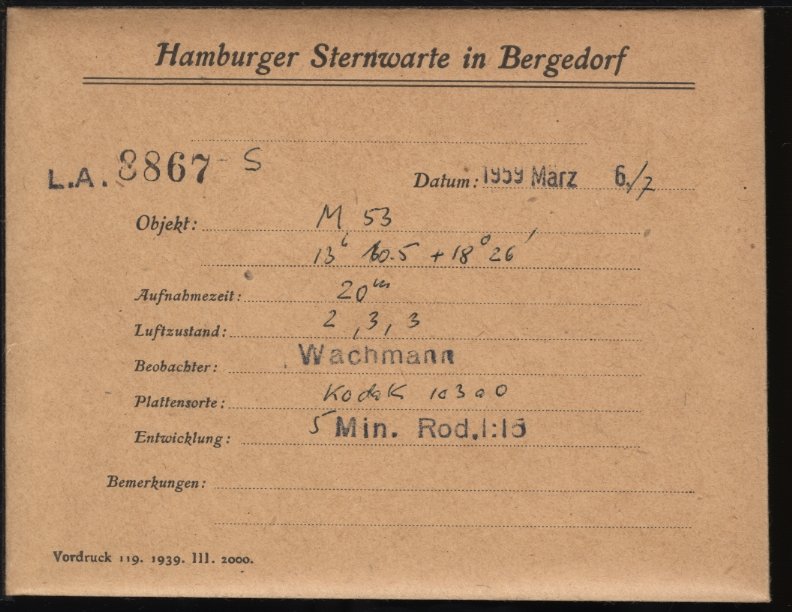 Hamburger Sternwarte in Bergedorf
L.A. 8867 S
Datum: 1959 März 6./7
Objekt: M 53
13h 10.5 +18° 26'
Aufnahmezeit: 20m
Luftzustand: 2, 3, 3
Beobachter: Wachmann
Plattensorte: Kodak 103a0
Entwicklung: 5 Min. Rod.1:15
Bemerkungen:
Vordruck 119. 1939. III. 2000.